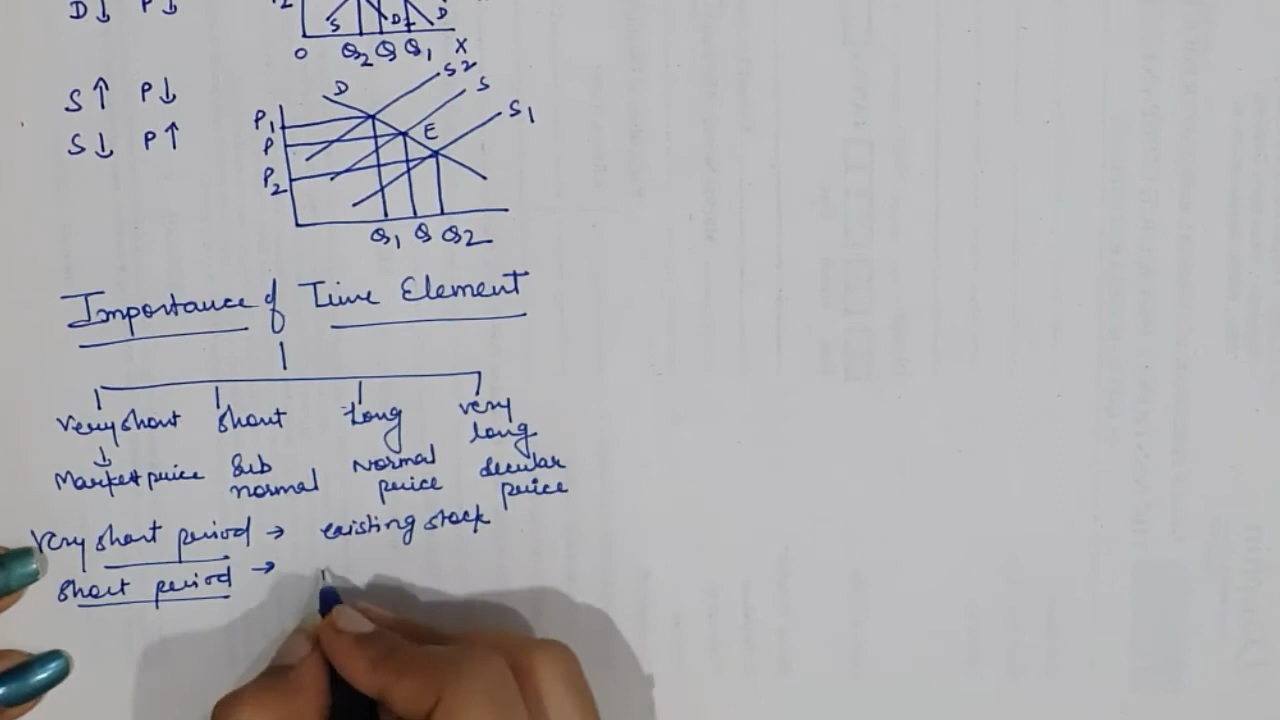 D↓ P↓
S D D
O Q2 Q Q1 X
S↑ P↓
S↓ P↑
D S2
S
S1
P1
P E
P2
Q1 Q Q2
Importance of Time Element
very short short Long very long
↓
Market price Sub normal Normal price Secular price
Very short period → existing stock
Short period →